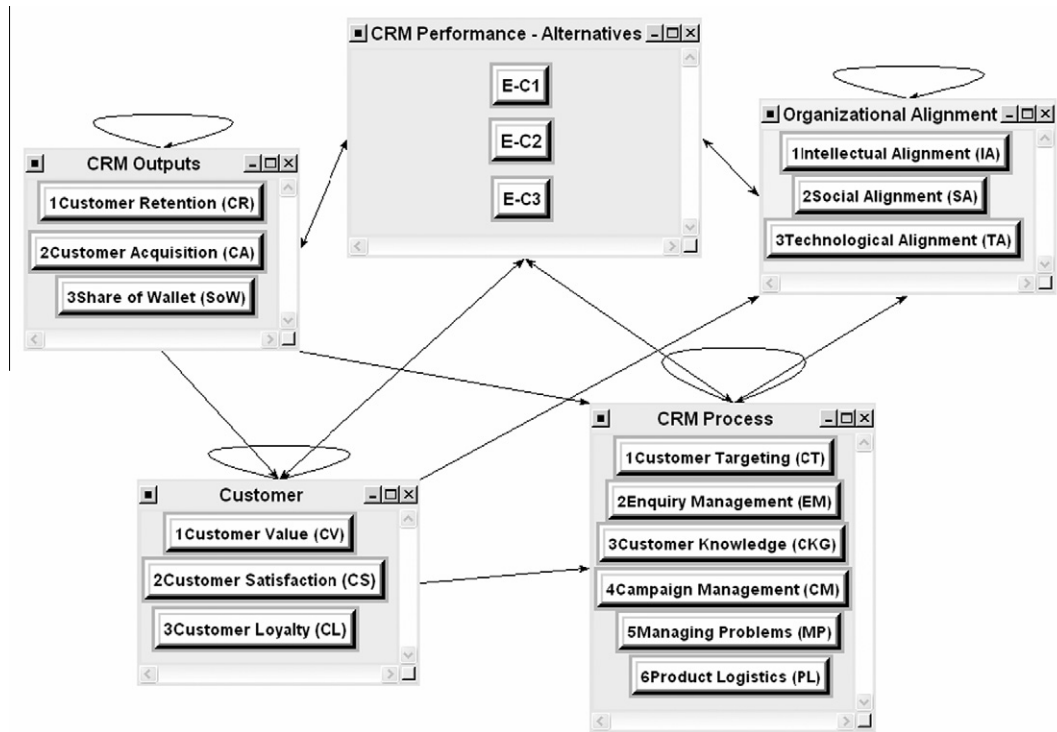 CRM Performance - Alternatives
E-C1
E-C2
E-C3
Organizational Alignment
1Intellectual Alignment (IA)
2Social Alignment (SA)
3Technological Alignment (TA)
CRM Outputs
1Customer Retention (CR)
2Customer Acquisition (CA)
3Share of Wallet (SoW)
CRM Process
1Customer Targeting (CT)
2Enquiry Management (EM)
3Customer Knowledge (CKG)
4Campaign Management (CM)
5Managing Problems (MP)
6Product Logistics (PL)
Customer
1Customer Value (CV)
2Customer Satisfaction (CS)
3Customer Loyalty (CL)